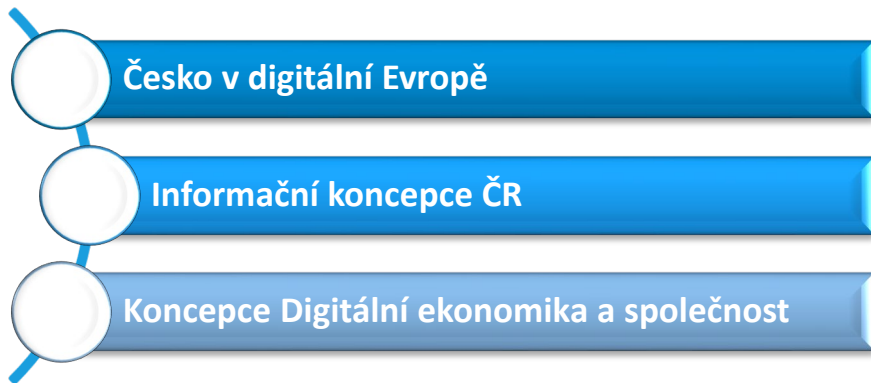 Česko v digitální Evropě
Informační koncepce ČR
Koncepce Digitální ekonomika a společnost